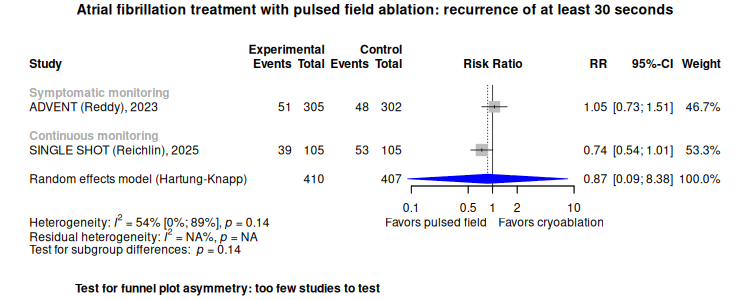 Atrial fibrillation treatment with pulsed field ablation: recurrence of at least 30 seconds
Experimental Control
Study Events Total Events Total Risk Ratio RR 95%-CI Weight
Symptomatic monitoring
ADVENT (Reddy), 2023 51 305 48 302 1.05 [0.73; 1.51] 46.7%
Continuous monitoring
SINGLE SHOT (Reichlin), 2025 39 105 53 105 0.74 [0.54; 1.01] 53.3%
Random effects model (Hartung-Knapp) 410 407 0.87 [0.09; 8.38] 100.0%
0.1 0.5 1 2 10
Heterogeneity: I² = 54% [0%; 89%], p = 0.14 Favors pulsed field Favors cryoablation
Residual heterogeneity: I² = NA%, p = NA
Test for subgroup differences: p = 0.14
Test for funnel plot asymmetry: too few studies to test